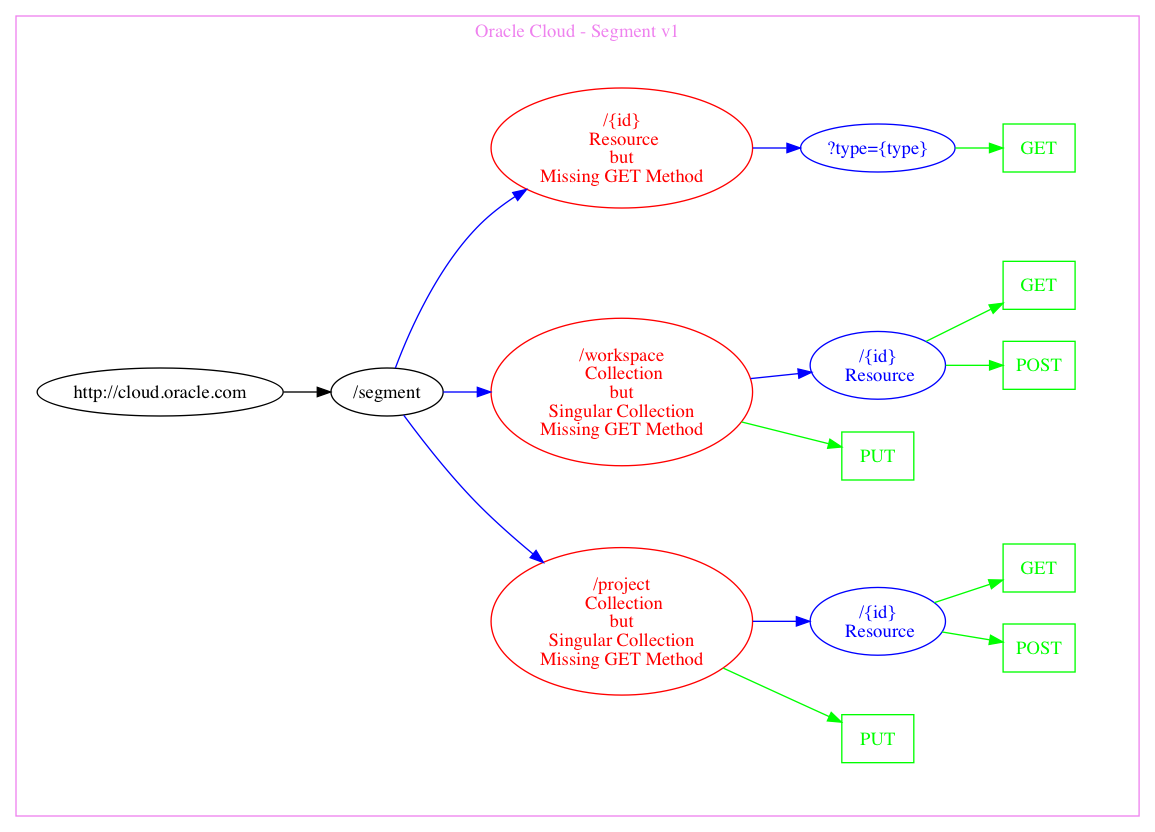 Oracle Cloud - Segment v1
http://cloud.oracle.com
/segment
/{id}
Resource
but
Missing GET Method
?type={type}
GET
/workspace
Collection
but
Singular Collection
Missing GET Method
/{id}
Resource
GET
POST
PUT
/project
Collection
but
Singular Collection
Missing GET Method
/{id}
Resource
GET
POST
PUT